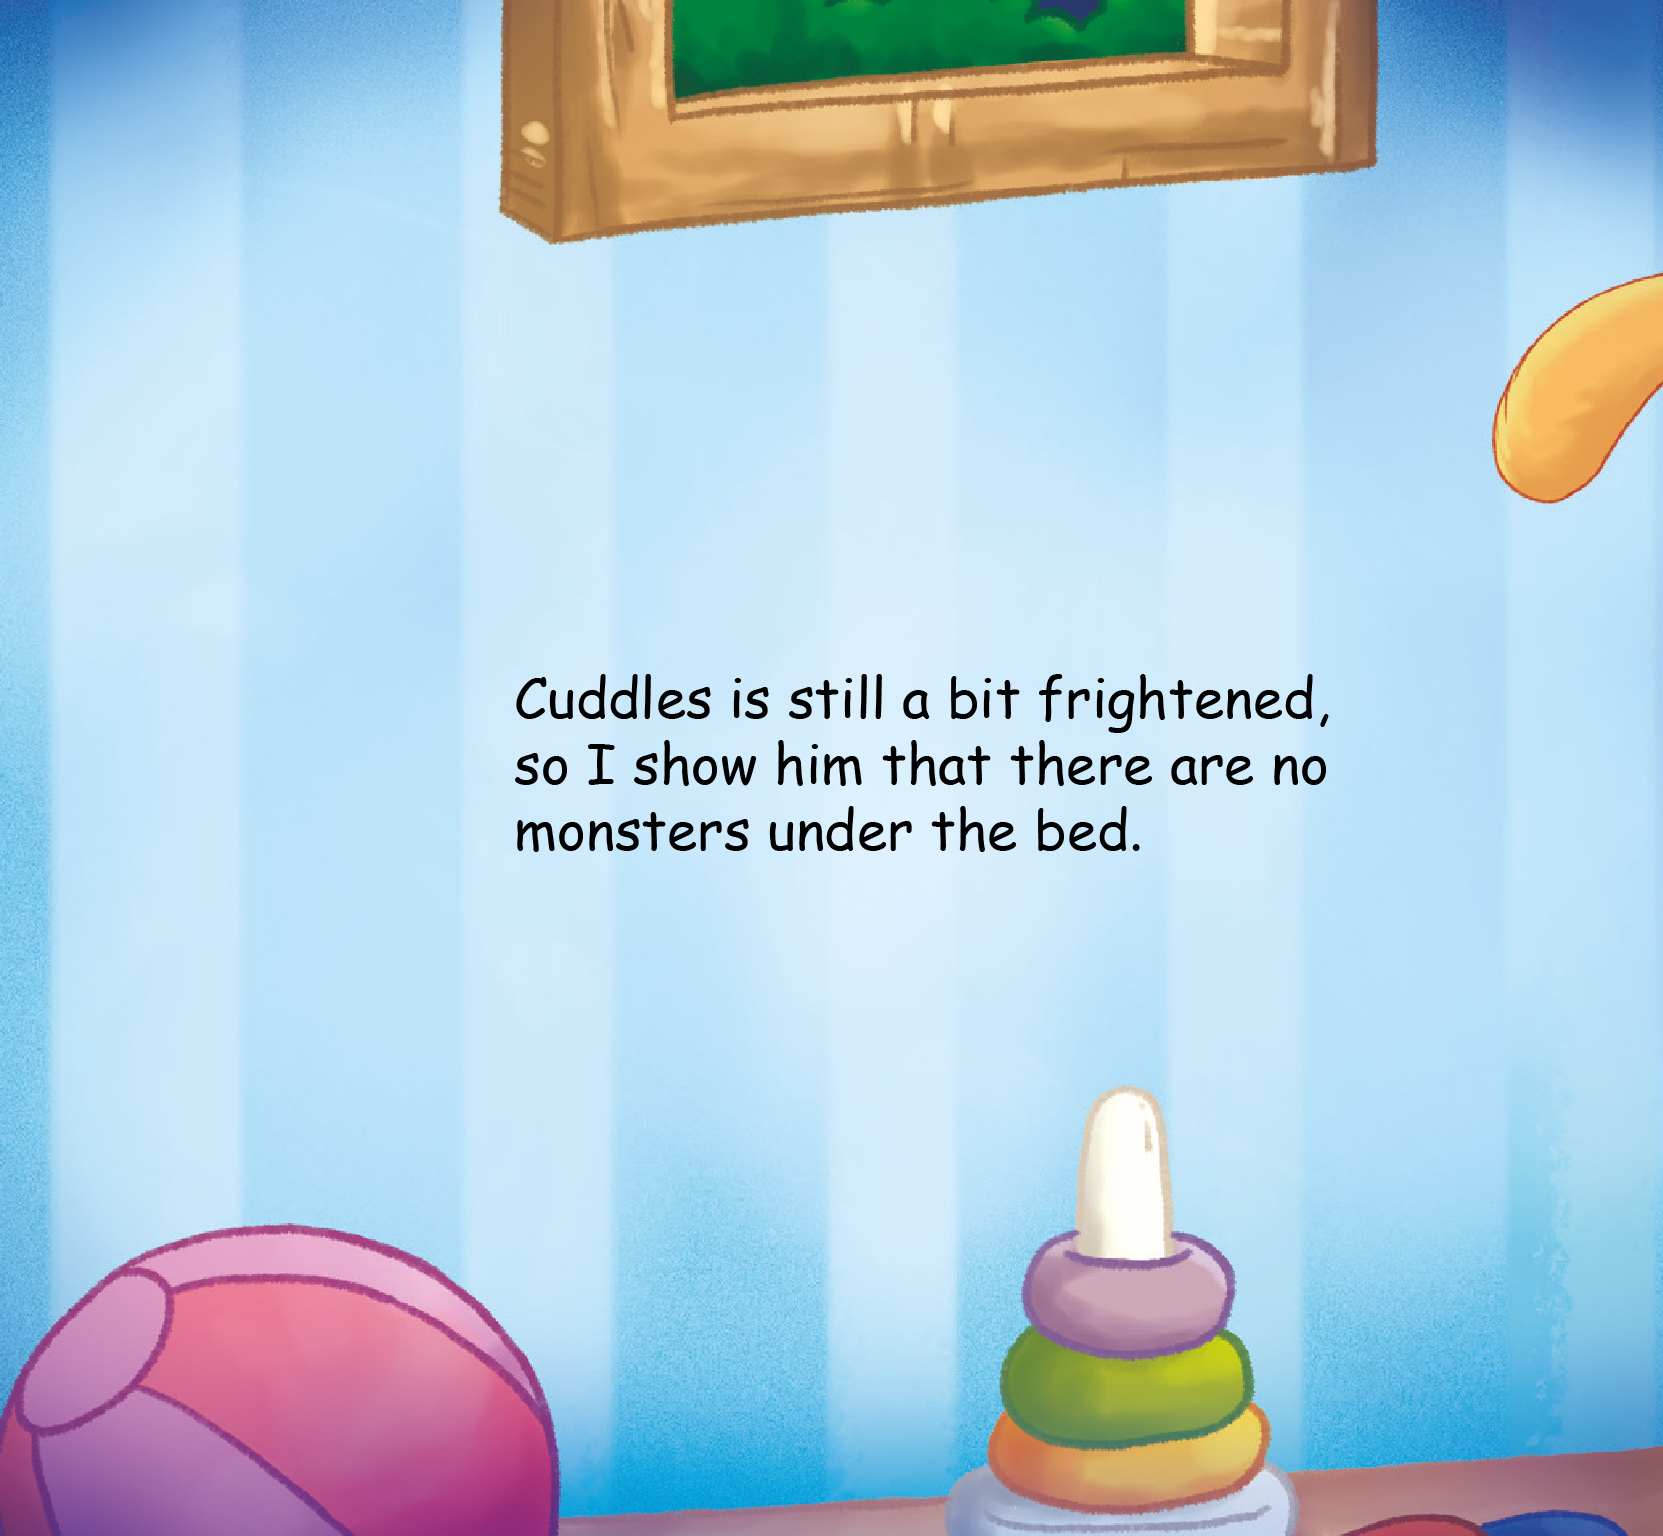 Cuddles is still a bit frightened,
so I show him that there are no
monsters under the bed.